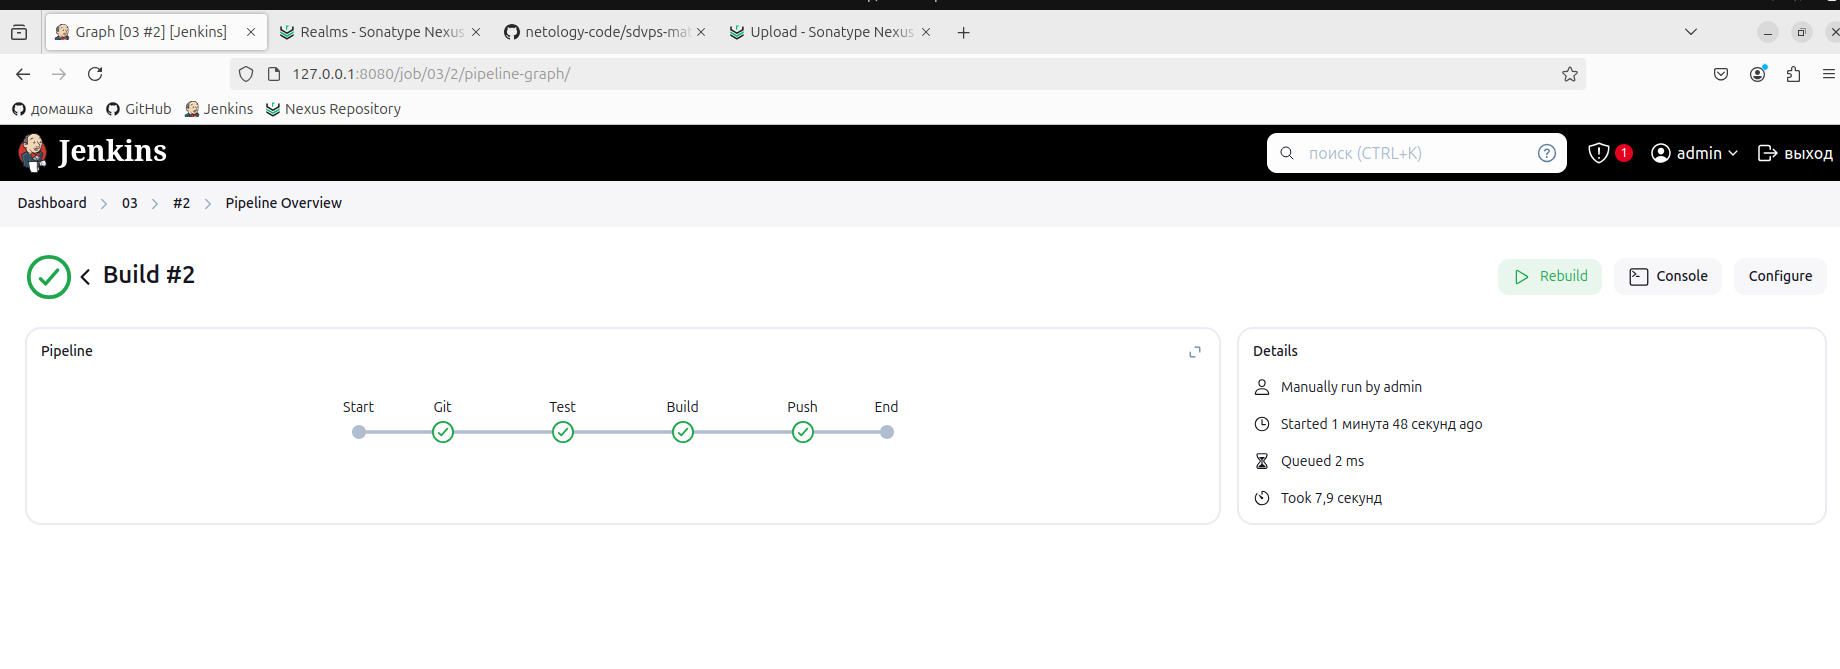 Graph [03 #2] [Jenkins]
Realms - Sonatype Nexus
netology-code/sdvps-mat
Upload - Sonatype Nexus
127.0.0.1:8080/job/03/2/pipeline-graph/
домашка GitHub Jenkins Nexus Repository
Jenkins
поиск (CTRL+K)
1
admin
выход
Dashboard 03 #2 Pipeline Overview
Build #2
Rebuild Console Configure
Pipeline
Start Git Test Build Push End
Details
Manually run by admin
Started 1 минута 48 секунд ago
Queued 2 ms
Took 7,9 секунд